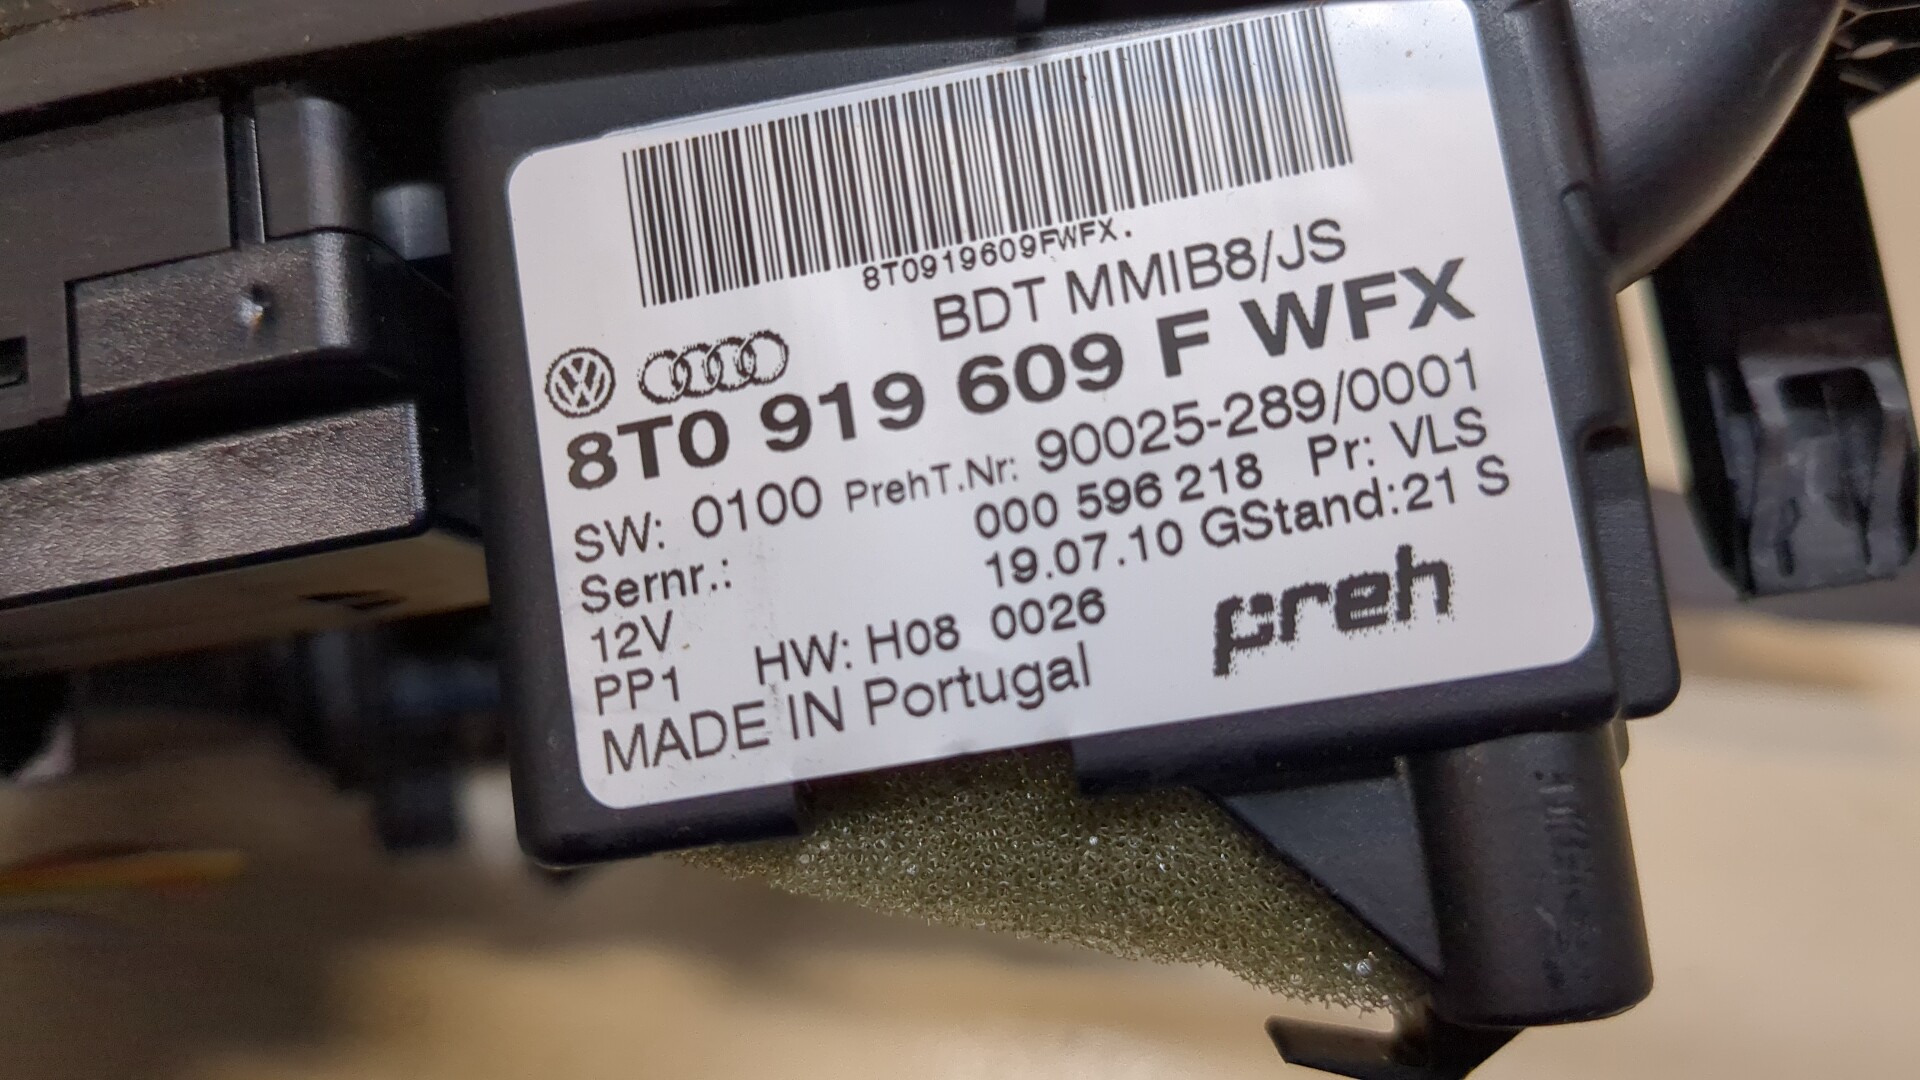 8T0919609FWFX.
BDT MMIB8/JS
8T0 919 609 F WFX
SW: 0100 PrehT.Nr: 90025-289/0001
Sernr.: 000 596 218 Pr: VLS
12V 19.07.10 GStand:21 S
PP1 HW: H08 0026
preh
MADE IN Portugal